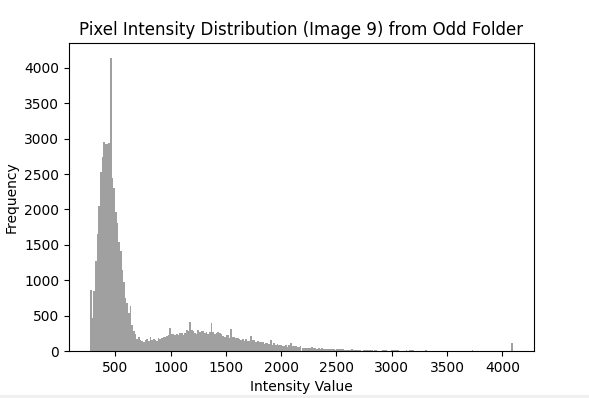 Pixel Intensity Distribution (Image 9) from Odd Folder
4000
3500
3000
2500
2000
1500
1000
500
0
Frequency
500 1000 1500 2000 2500 3000 3500 4000
Intensity Value